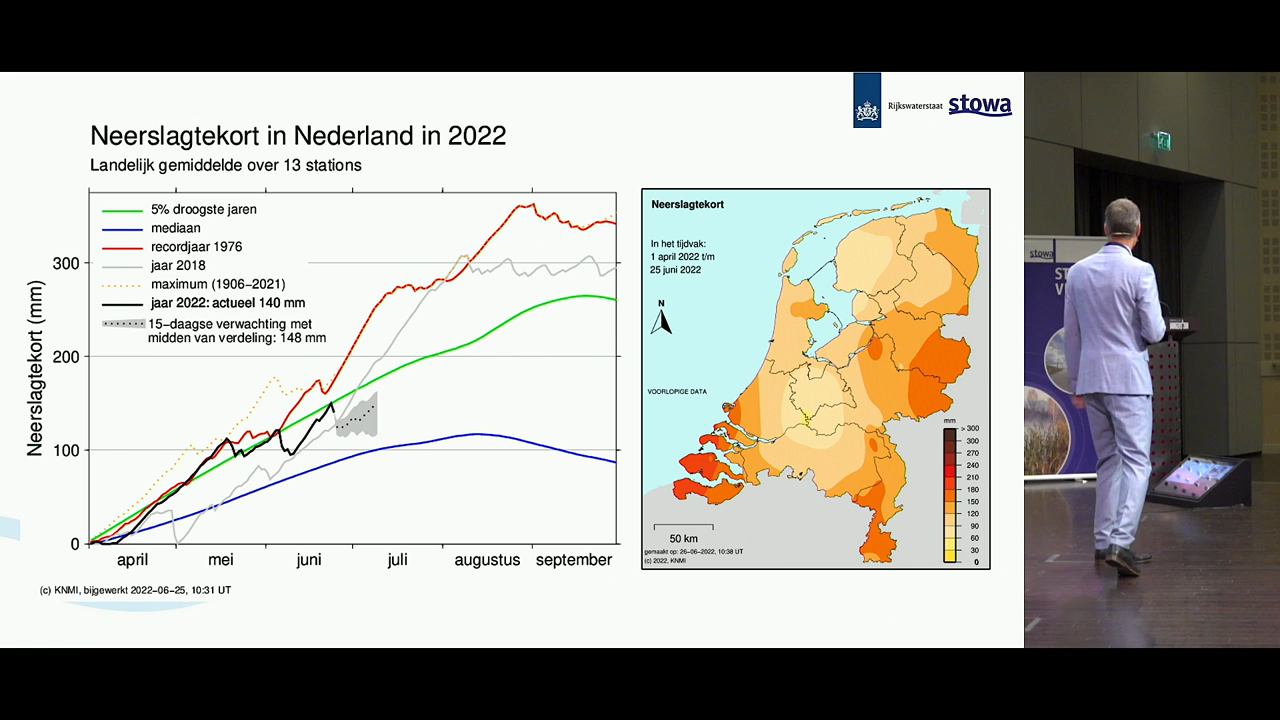 Rijkswaterstaat
stowa
Neerslagtekort in Nederland in 2022
Landelijk gemiddelde over 13 stations
5% droogste jaren
mediaan
recordjaar 1976
jaar 2018
maximum (1906–2021)
jaar 2022: actueel 140 mm
15–daagse verwachting met
midden van verdeling: 148 mm
Neerslagtekort (mm)
300
200
100
0
april mei juni juli augustus september
(c) KNMI, bijgewerkt 2022–06–25, 10:31 UT
Neerslagtekort
In het tijdvak:
1 april 2022 t/m
25 juni 2022
N
VOORLOPIGE DATA
mm
> 300
300
270
240
210
180
150
120
90
60
30
0
50 km
gemaakt op: 26-06-2022, 10:38 UT
(c) 2022, KNMI
stowa